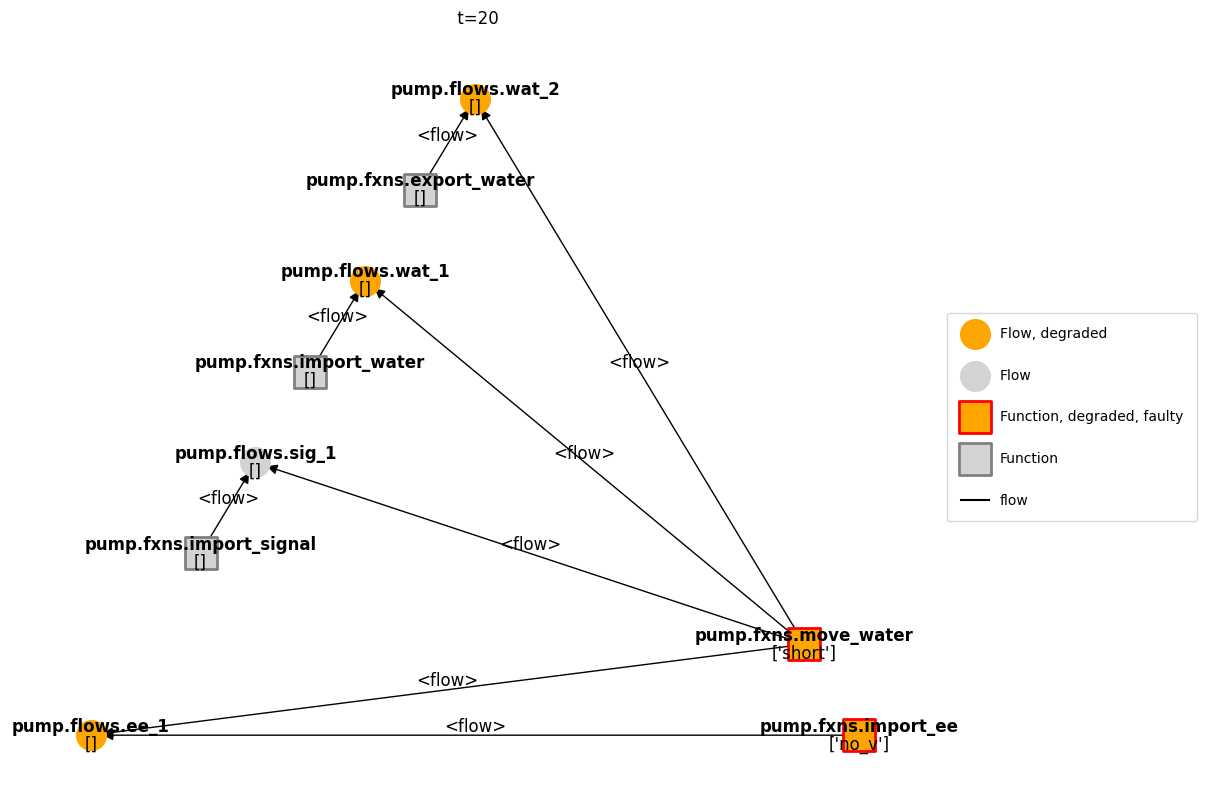 t=20
pump.flows.wat_2
[]
<flow>
pump.fxns.export_water
[]
pump.flows.wat_1
[]
<flow>
pump.fxns.import_water
[]
<flow>
pump.flows.sig_1
[]
<flow>
<flow>
pump.fxns.import_signal
[]
<flow>
pump.fxns.move_water
['short']
<flow>
pump.flows.ee_1
[]
<flow>
pump.fxns.import_ee
['no_v']
Flow, degraded
Flow
Function, degraded, faulty
Function
flow